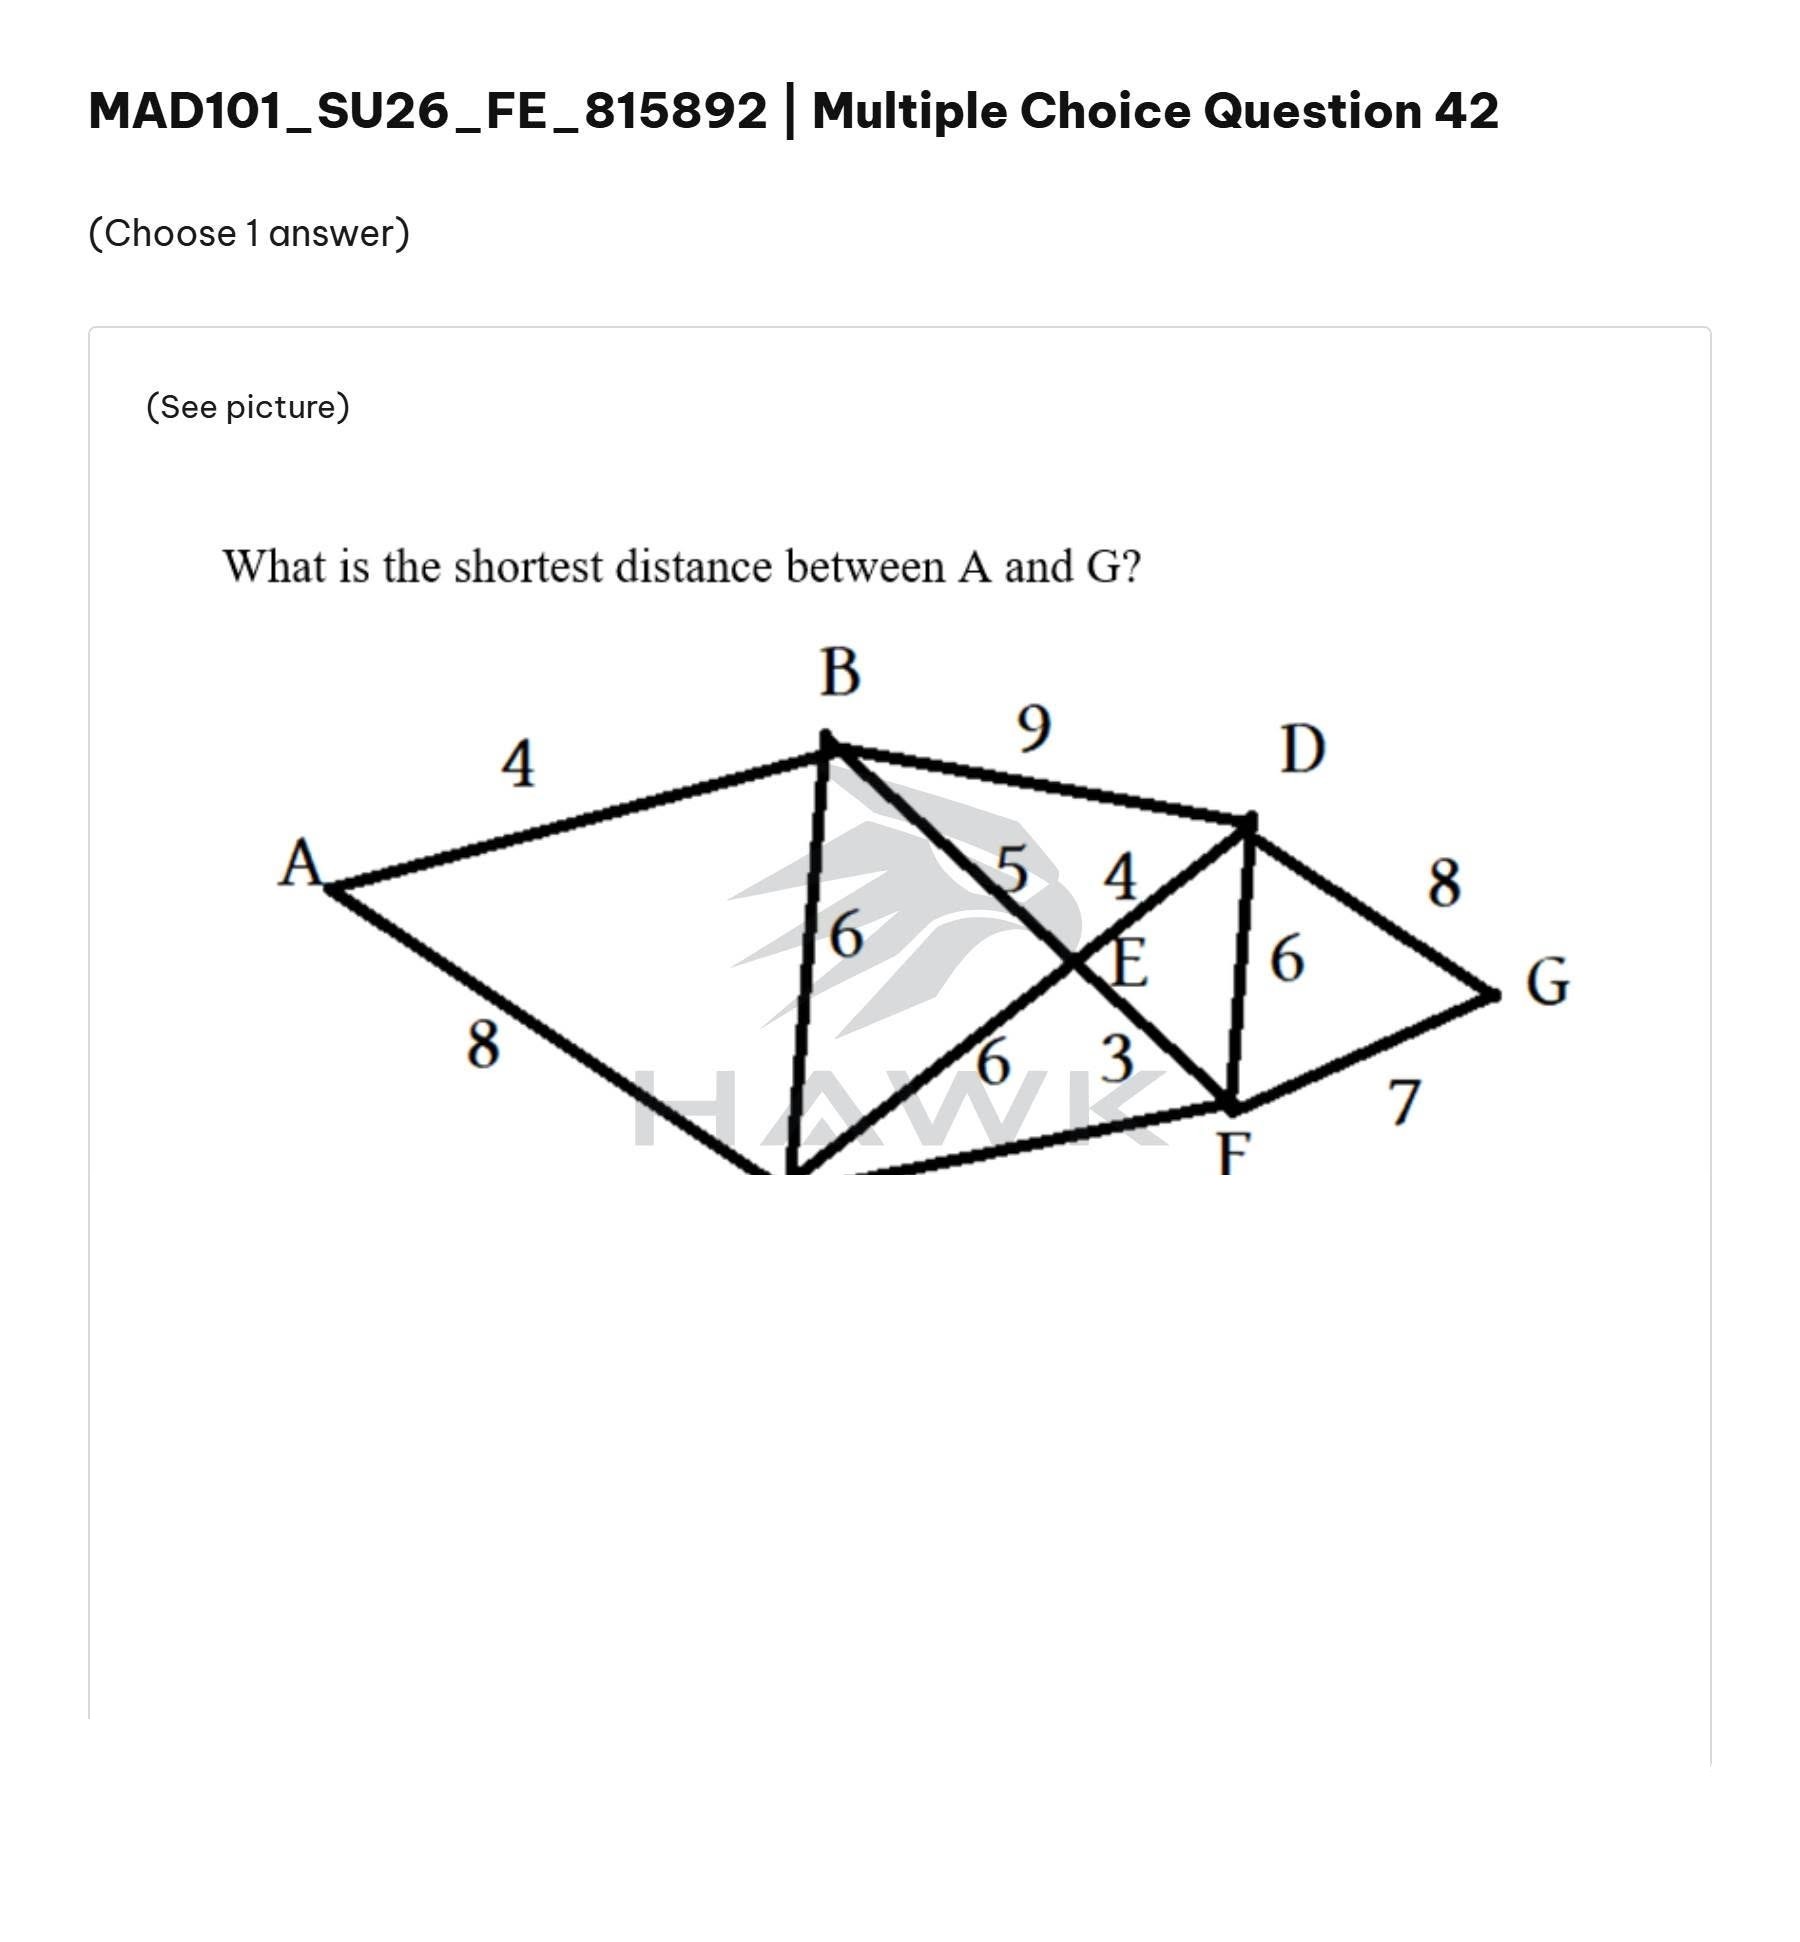 MAD101_SU26_FE_815892 | Multiple Choice Question 42
(Choose 1 answer)
(See picture)
What is the shortest distance between A and G?
B
9
D
4
A
5
4
8
6
E
6
G
8
6
3
7
HAWK
F